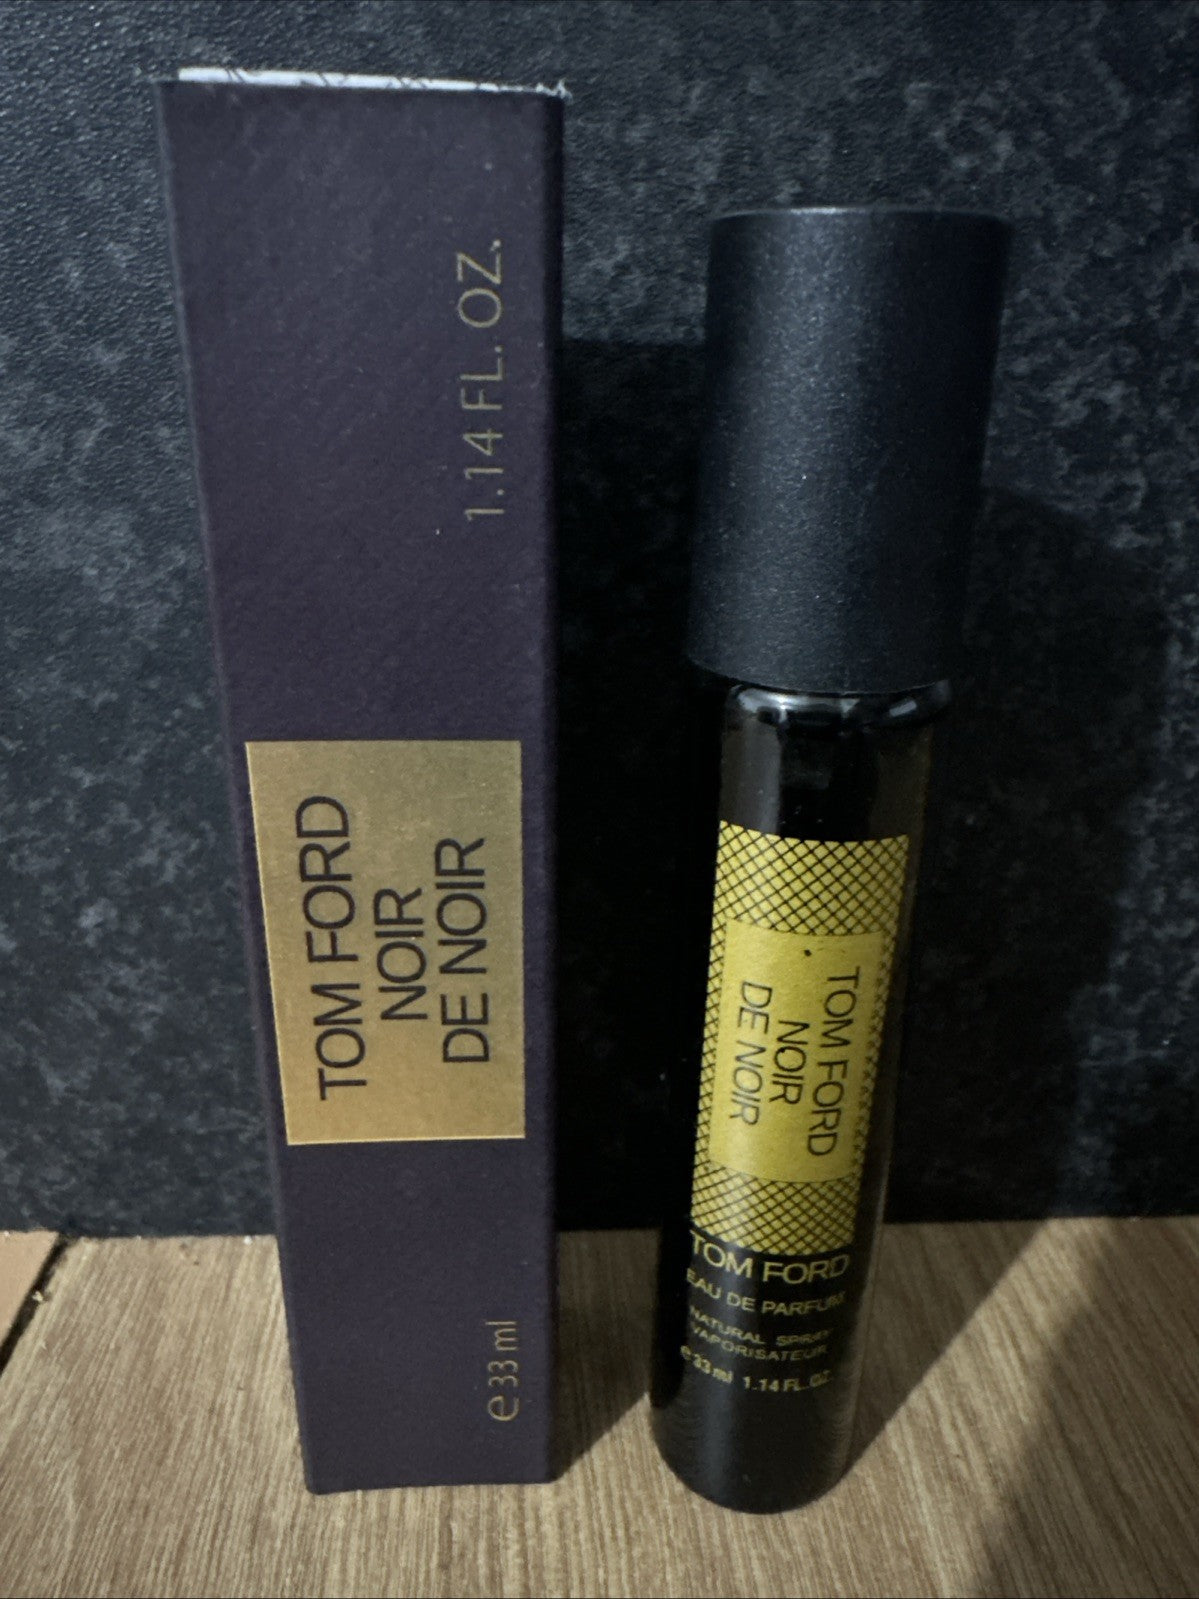 1.14 FL. OZ.
TOM FORD
NOIR
DE NOIR
e 33 ml
TOM FORD
NOIR
DE NOIR
TOM FORD
EAU DE PARFUM
NATURAL SPRAY
VAPORISATEUR
e 33 ml 1.14 FL. OZ.